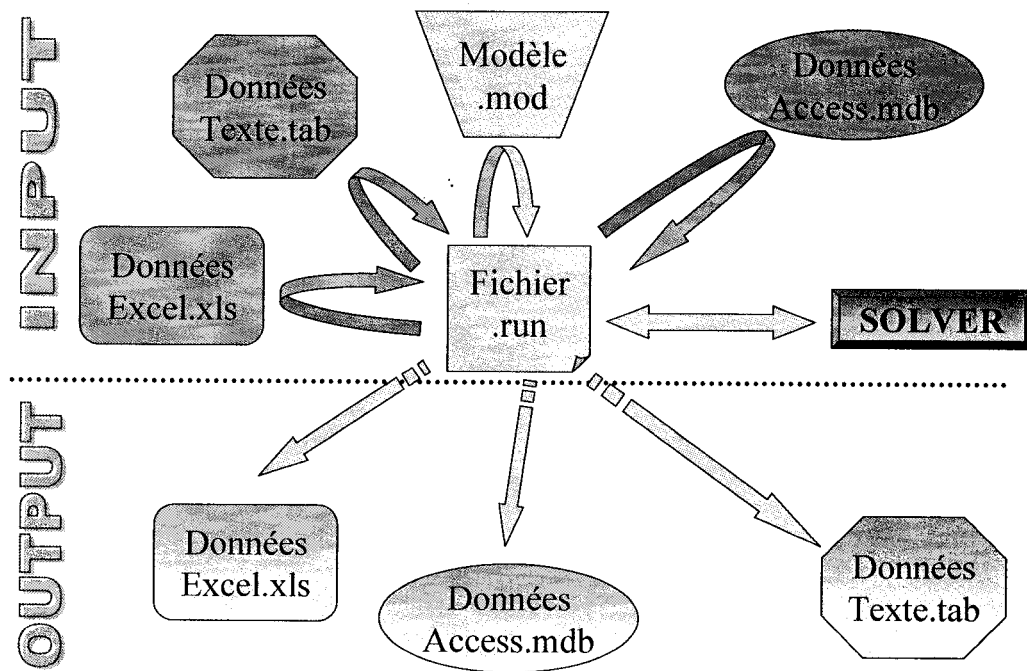 INPUT
Données
Texte.tab
Modèle
.mod
Données
Access.mdb
Données
Excel.xls
Fichier
.run
SOLVER
OUTPUT
Données
Excel.xls
Données
Access.mdb
Données
Texte.tab